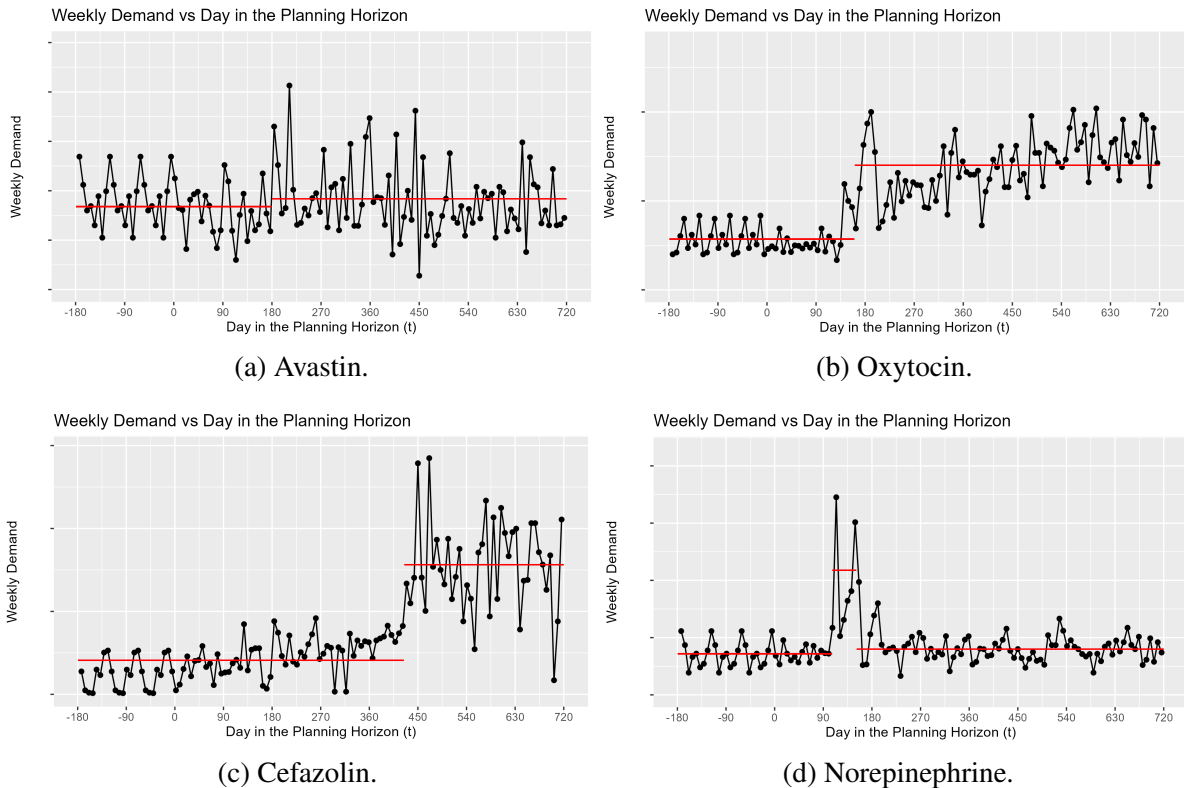 Weekly Demand vs Day in the Planning Horizon
Weekly Demand
-180 -90 0 90 180 270 360 450 540 630 720
Day in the Planning Horizon (t)
(a) Avastin.
Weekly Demand vs Day in the Planning Horizon
Weekly Demand
-180 -90 0 90 180 270 360 450 540 630 720
Day in the Planning Horizon (t)
(b) Oxytocin.
Weekly Demand vs Day in the Planning Horizon
Weekly Demand
-180 -90 0 90 180 270 360 450 540 630 720
Day in the Planning Horizon (t)
(c) Cefazolin.
Weekly Demand vs Day in the Planning Horizon
Weekly Demand
-180 -90 0 90 180 270 360 450 540 630 720
Day in the Planning Horizon (t)
(d) Norepinephrine.